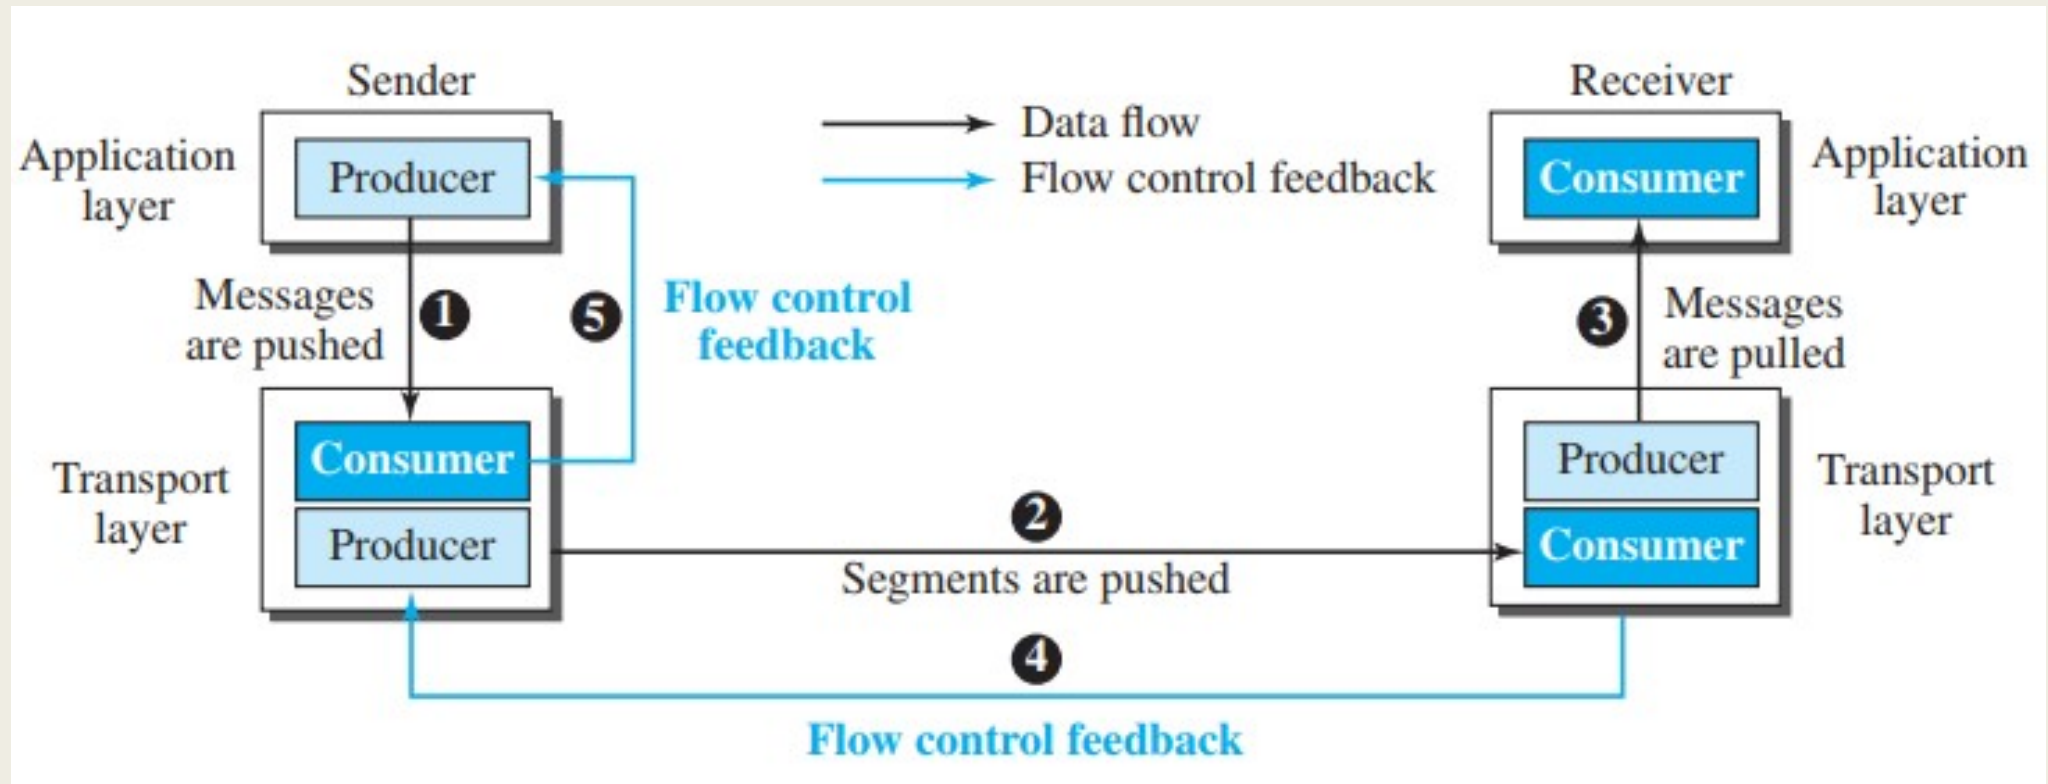 Sender
Receiver
Application
layer
Producer
Data flow
Flow control feedback
Consumer
Application
layer
Messages
are pushed
1
5
Flow control
feedback
3
Messages
are pulled
Transport
layer
Consumer
Producer
2
Segments are pushed
Producer
Consumer
Transport
layer
4
Flow control feedback